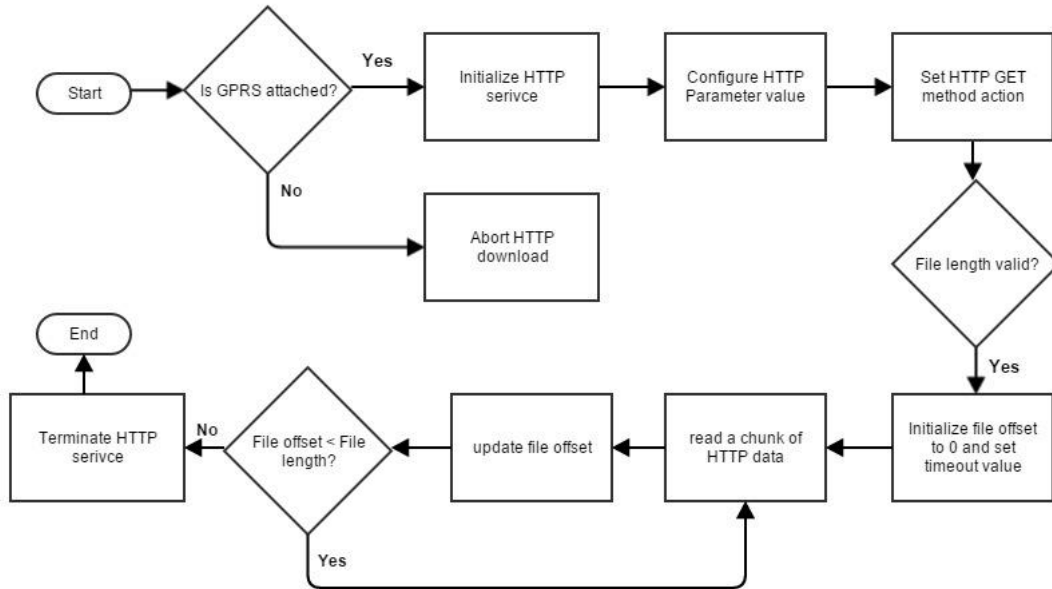 Start
Is GPRS attached?
Yes
Initialize HTTP
serivce
Configure HTTP
Parameter value
Set HTTP GET
method action
No
Abort HTTP
download
File length valid?
Yes
Initialize file offset
to 0 and set
timeout value
read a chunk of
HTTP data
update file offset
File offset < File
length?
Yes
No
Terminate HTTP
serivce
End